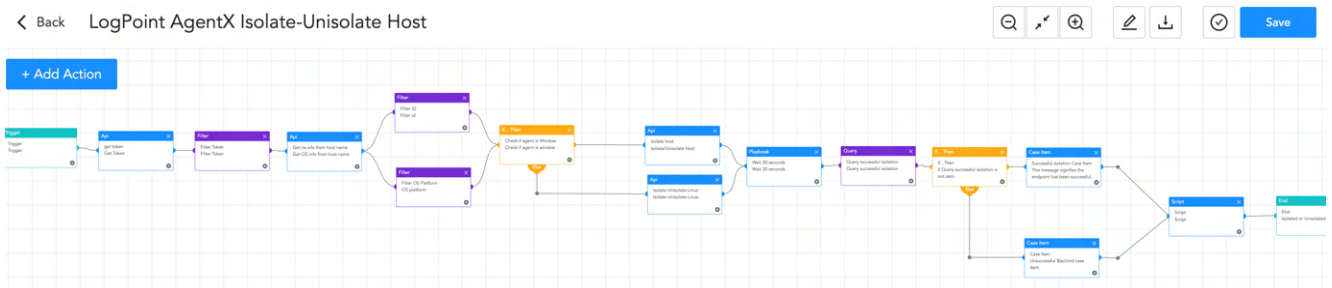 Back LogPoint AgentX Isolate-Unisolate Host
Save
+ Add Action
Trigger
Trigger
Trigger
Api
get token
Get Token
Filter
Filter Token
Filter Token
Api
Get os info from host name
Get OS info from host name
Filter
Filter ID
Filter id
Filter
Filter OS Platform
OS platform
If... Then
Check if agent is Window
Check if agent is window
Else
Api
Isolate host
Isolate/Unisolate Host
Api
Isolate-Unisolate-Linux
Isolate-Unisolate-Linux
Playbook
Wait 30 seconds
Wait 30 seconds
Query
Query successful isolation
Query successful isolation
If... Then
If ...Then
If Query successful isolation is
not zero.
Else
Case Item
Successful isolation Case Item
This message signifies the
endpoint has been successful ...
Case Item
Case Item
Unsuccessful $[action] case
item
Script
Script
Script
End
End
Isolated or Unisolated